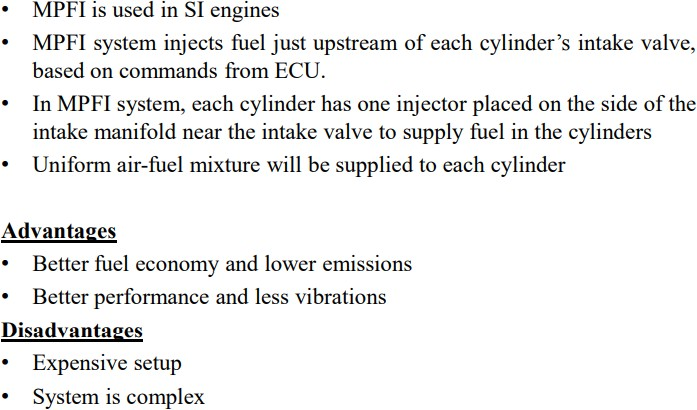 • MPFI is used in SI engines
• MPFI system injects fuel just upstream of each cylinder’s intake valve,
based on commands from ECU.
• In MPFI system, each cylinder has one injector placed on the side of the
intake manifold near the intake valve to supply fuel in the cylinders
• Uniform air-fuel mixture will be supplied to each cylinder
Advantages
• Better fuel economy and lower emissions
• Better performance and less vibrations
Disadvantages
• Expensive setup
• System is complex